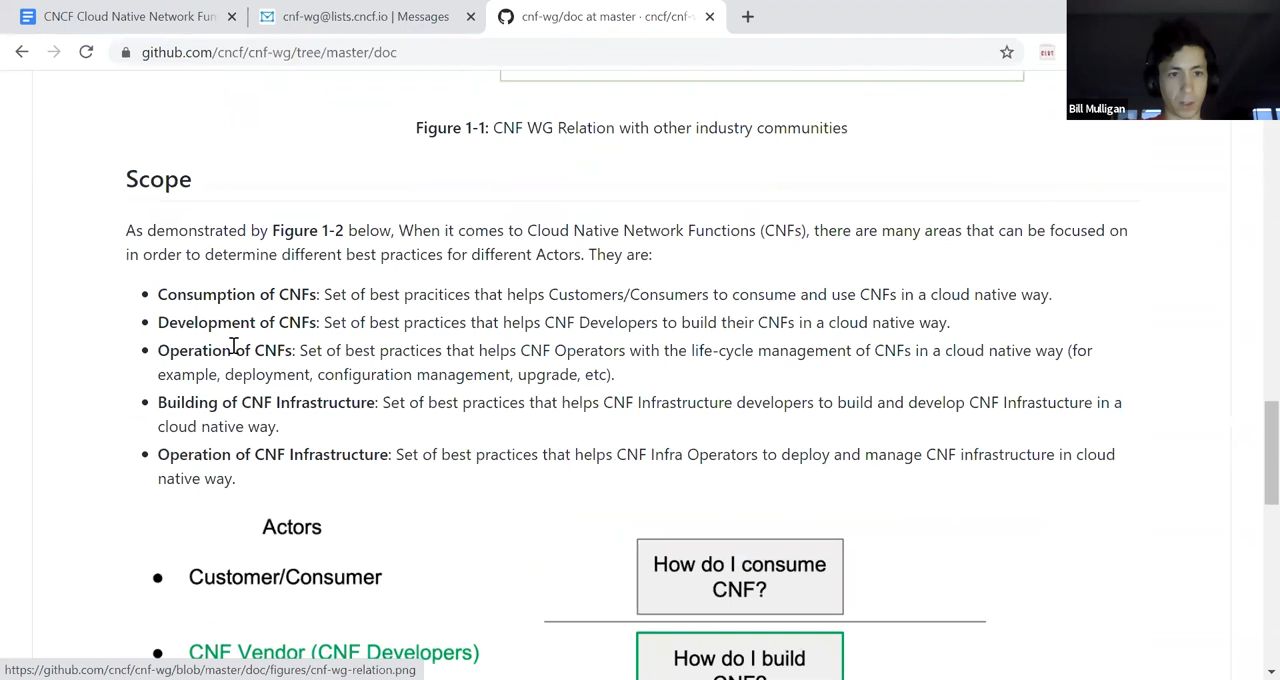 CNCF Cloud Native Network Fun
cnf-wg@lists.cncf.io | Messages
cnf-wg/doc at master · cncf/cnf-w
github.com/cncf/cnf-wg/tree/master/doc
Bill Mulligan
Figure 1-1: CNF WG Relation with other industry communities
Scope
As demonstrated by Figure 1-2 below, When it comes to Cloud Native Network Functions (CNFs), there are many areas that can be focused on
in order to determine different best practices for different Actors. They are:
• Consumption of CNFs: Set of best pracitices that helps Customers/Consumers to consume and use CNFs in a cloud native way.
• Development of CNFs: Set of best practices that helps CNF Developers to build their CNFs in a cloud native way.
• Operation of CNFs: Set of best practices that helps CNF Operators with the life-cycle management of CNFs in a cloud native way (for
example, deployment, configuration management, upgrade, etc).
• Building of CNF Infrastructure: Set of best practices that helps CNF Infrastructure developers to build and develop CNF Infrastucture in a
cloud native way.
• Operation of CNF Infrastructure: Set of best practices that helps CNF Infra Operators to deploy and manage CNF infrastructure in cloud
native way.
Actors
• Customer/Consumer
How do I consume
CNF?
• CNF Vendor (CNF Developers)
How do I build
https://github.com/cncf/cnf-wg/blob/master/doc/figures/cnf-wg-relation.png